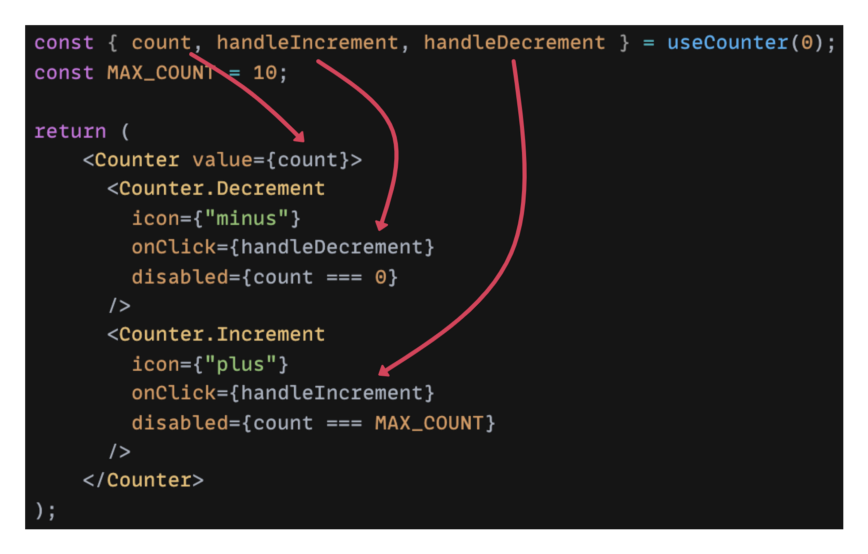 const { count, handleIncrement, handleDecrement } = useCounter(0);
const MAX_COUNT = 10;
return (
<Counter value={count}>
<Counter.Decrement
icon={"minus"}
onClick={handleDecrement}
disabled={count === 0}
/>
<Counter.Increment
icon={"plus"}
onClick={handleIncrement}
disabled={count === MAX_COUNT}
/>
</Counter>
);